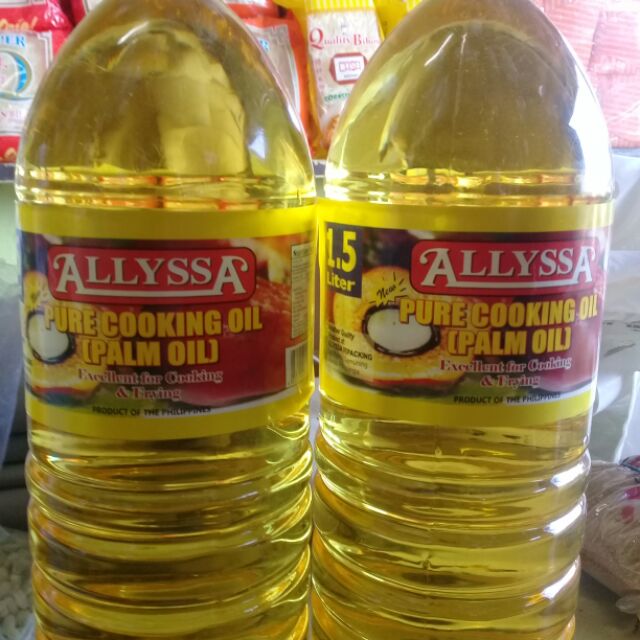 ALLYSSA
PURE COOKING OIL
(PALM OIL)
Excellent for Cooking
& Frying
PRODUCT OF THE PHILIPPINES
1.5
Liter
ALLYSSA
New
PURE COOKING OIL
(PALM OIL)
Excellent for Cooking
& Frying
PRODUCT OF THE PHILIPPINES
Quality